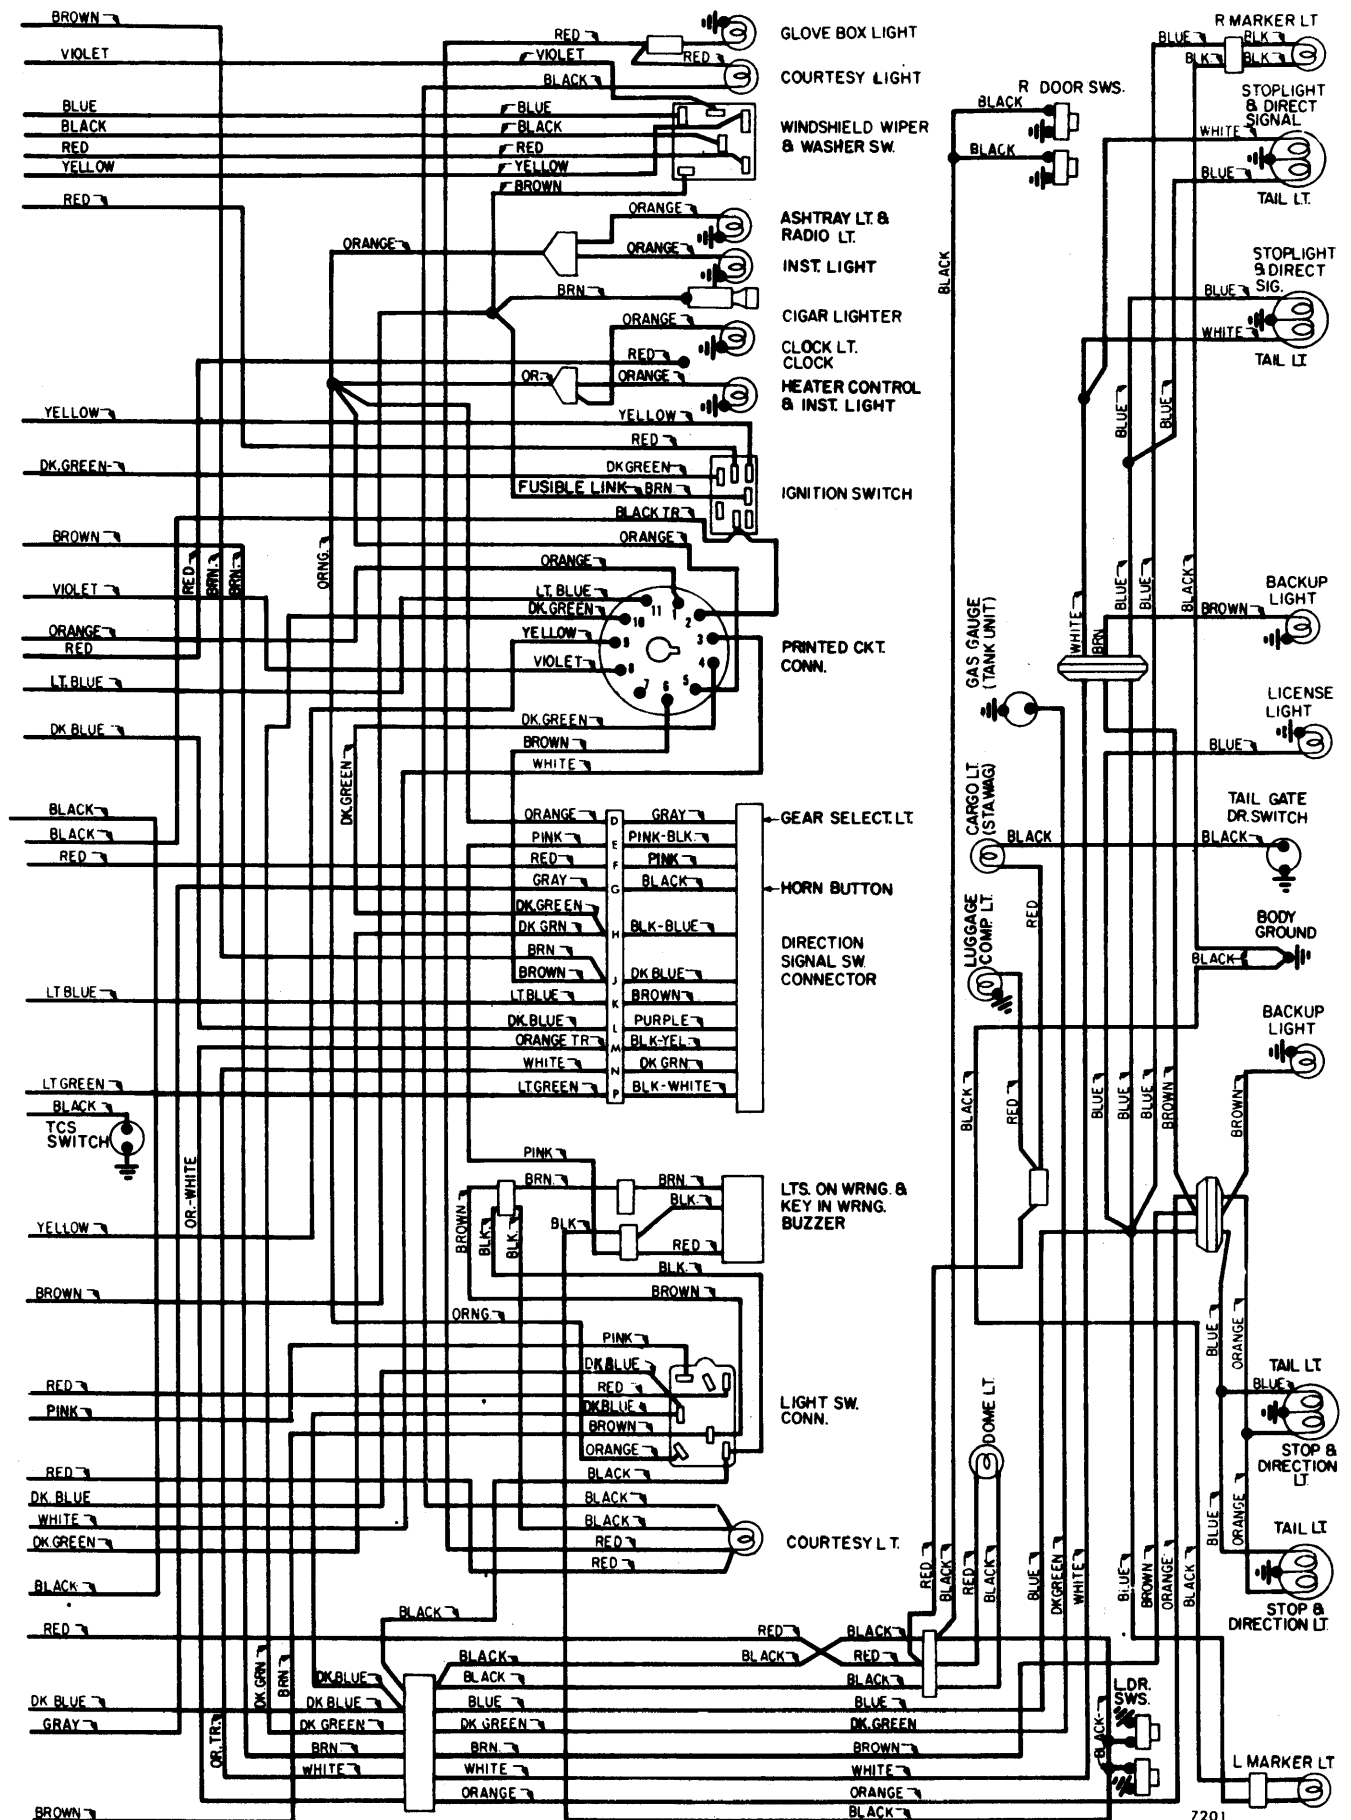 BROWN
VIOLET
BLUE
BLACK
RED
YELLOW
RED
YELLOW
DK.GREEN
BROWN
VIOLET
ORANGE
RED
LT. BLUE
DK BLUE
BLACK
BLACK
RED
LT BLUE
LT GREEN
BLACK
TCS
SWITCH
YELLOW
BROWN
RED
PINK
RED
DK. BLUE
WHITE
DK.GREEN
BLACK
RED
DK BLUE
GRAY
BROWN
RED
BRN.
BRN.
ORNG.
DK.GREEN
OR.-WHITE
OR. TR.
DK.GRN
BRN
RED
VIOLET
RED
BLACK
BLUE
BLACK
RED
YELLOW
BROWN
ORANGE
ORANGE
ORANGE
BRN
ORANGE
RED
OR.
ORANGE
YELLOW
RED
DKGREEN
FUSIBLE LINK
BRN.
BLACK TR
ORANGE
ORANGE
LT. BLUE
DK.GREEN
YELLOW
VIOLET
11
1
2
10
3
9
4
8
5
7
6
DK.GREEN
BROWN
WHITE
GLOVE BOX LIGHT
COURTESY LIGHT
WINDSHIELD WIPER
& WASHER SW.
ASHTRAY LT. &
RADIO LT.
INST. LIGHT
CIGAR LIGHTER
CLOCK LT.
CLOCK
HEATER CONTROL
& INST. LIGHT
IGNITION SWITCH
PRINTED CKT.
CONN.
ORANGE
D
GRAY
GEAR SELECT. LT.
PINK
E
PINK-BLK.
RED
F
PINK
GRAY
G
BLACK
HORN BUTTON
DK.GREEN
DK GRN
H
BLK-BLUE
BRN
BROWN
J
DK BLUE
DIRECTION
SIGNAL SW.
CONNECTOR
LT.BLUE
K
BROWN
DK.BLUE
L
PURPLE
ORANGE TR
M
BLK-YEL
WHITE
N
DK GRN
LT.GREEN
P
BLK-WHITE
PINK
BRN.
BRN.
BLK.
BLK
RED
BROWN
BLK.
BLK.
LTS. ON WRNG. &
KEY IN WRNG.
BUZZER
BLK.
BROWN
ORNG.
PINK
DK.BLUE
RED
DK.BLUE
BROWN
ORANGE
BLACK
LIGHT SW.
CONN.
BLACK
BLACK
RED
RED
COURTESY LT.
BLACK
RED
BLACK
BLACK
RED
BLACK
BLACK
BLACK
DK.BLUE
DK BLUE
BLUE
BLUE
DK GREEN
DK GREEN
DK.GREEN
BRN
BRN.
BROWN
WHITE
WHITE
WHITE
ORANGE
ORANGE
BLACK
R DOOR SWS.
BLACK
BLACK
BLACK
R MARKER LT
BLUE
BLK
BLK
BLK
STOPLIGHT
& DIRECT
SIGNAL
WHITE
BLUE
TAIL LT.
STOPLIGHT
& DIRECT
SIG.
BLUE
WHITE
TAIL LT
BLUE
BLUE
WHITE
BRN
BLUE
BLUE
BLACK
BACKUP
LIGHT
BROWN
GAS GAUGE
(TANK UNIT)
LICENSE
LIGHT
BLUE
CARGO LT.
(STA.WAG)
BLACK
TAIL GATE
DR.SWITCH
BLACK
RED
LUGGAGE
COMP. LT.
BODY
GROUND
BLACK
BACKUP
LIGHT
BLACK
RED
BLUE
BLUE
BLUE
BROWN
BROWN
BLUE
ORANGE
TAIL LT.
BLUE
STOP &
DIRECTION
LT.
DOME LT.
BLUE
ORANGE
TAIL LT.
STOP &
DIRECTION LT.
RED
BLACK
RED
BLACK
BLUE
DKGREEN
WHITE
BLUE
BROWN
ORANGE
BLACK
L DR.
SWS.
BLACK
L MARKER LT
7201